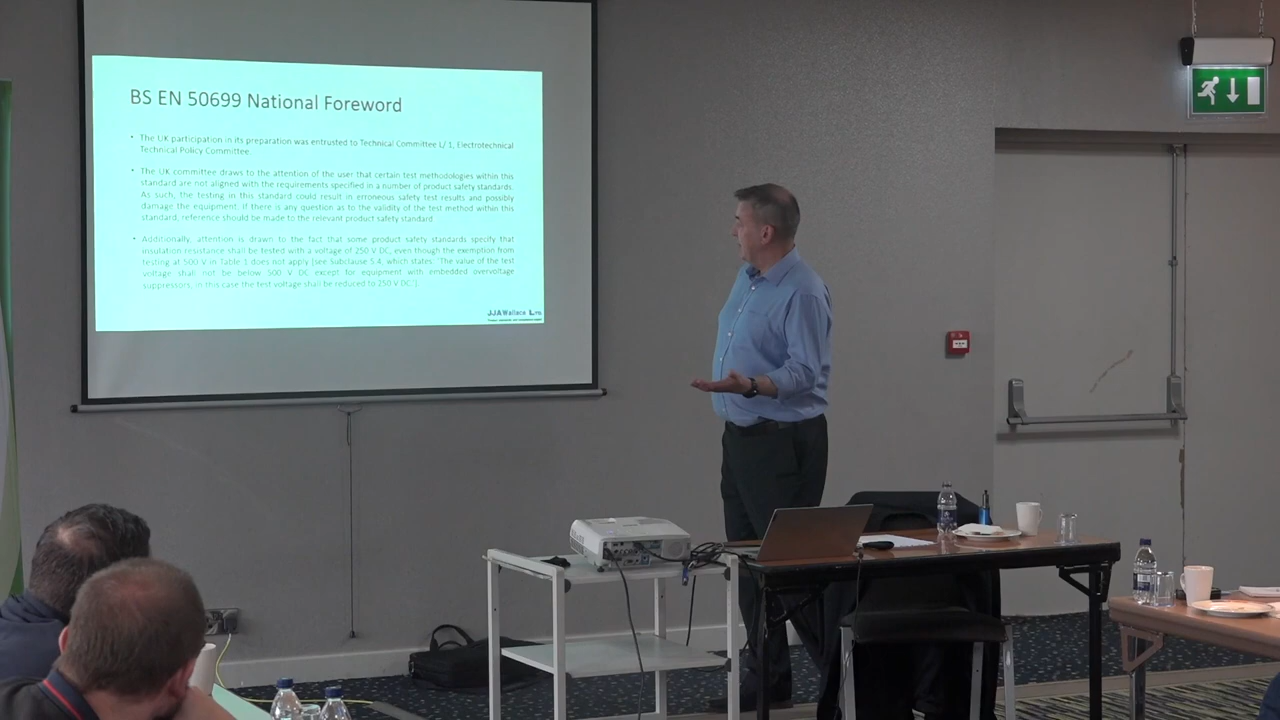 BS EN 50699 National Foreword
• The UK participation in its preparation was entrusted to Technical Committee L/ 1, Electrotechnical
Technical Policy Committee.
• The UK committee draws to the attention of the user that certain test methodologies within this
standard are not aligned with the requirements specified in a number of product safety standards.
As such, the testing in this standard could result in erroneous safety test results and possibly
damage the equipment. If there is any question as to the validity of the test method within this
standard, reference should be made to the relevant product safety standard
• Additionally, attention is drawn to the fact that some product safety standards specify that
insulation resistance shall be tested with a voltage of 250 V DC, even though the exemption from
testing at 500 V in Table 1 does not apply [see Subclause 5.4, which states: "The value of the test
voltage shall not be below 500 V DC except for equipment with embedded overvoltage
suppressors, in this case the test voltage shall be reduced to 250 V DC."].
JJAWallace LTD.